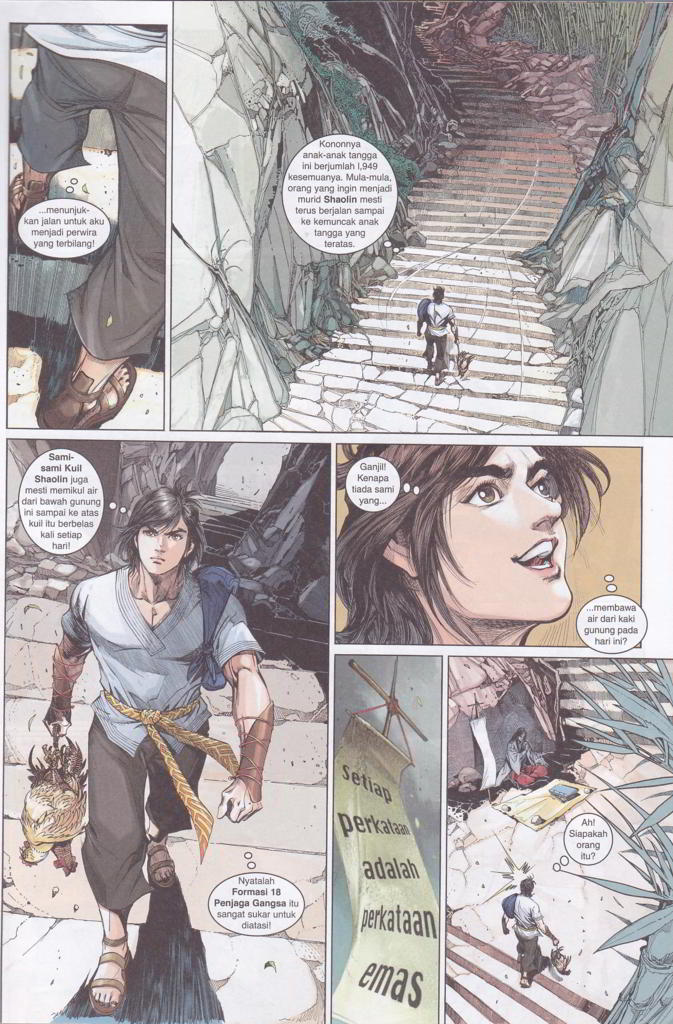 ...menunjuk-
kan jalan untuk aku
menjadi perwira
yang terbilang!
Kononnya
anak-anak tangga
ini berjumlah l,949
kesemuanya. Mula-mula,
orang yang ingin menjadi
murid Shaolin mesti
terus berjalan sampai
ke kemuncak anak
tangga yang
teratas.
Sami-
sami Kuil
Shaolin juga
mesti memikul air
dari bawah gunung
ini sampai ke atas
kuil itu berbelas
kali setiap
hari!
Nyatalah
Formasi 18
Penjaga Gangsa itu
sangat sukar untuk
diatasi!
Ganjil!
Kenapa
tiada sami
yang...
...membawa
air dari kaki
gunung pada
hari ini?
setiap
perkataan
adalah
perkataan
emas
Ah!
Siapakah
orang
itu?